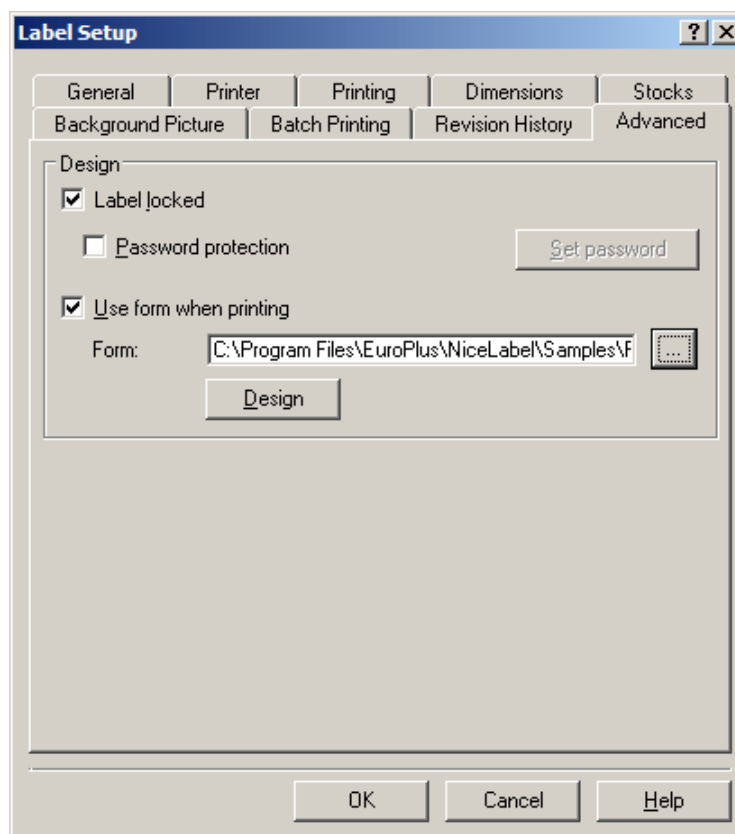 Label Setup
General Printer Printing Dimensions Stocks
Background Picture Batch Printing Revision History Advanced
Design
Label locked
Password protection Set password
Use form when printing
Form: C:\Program Files\EuroPlus\NiceLabel\Samples\F ...
Design
OK Cancel Help